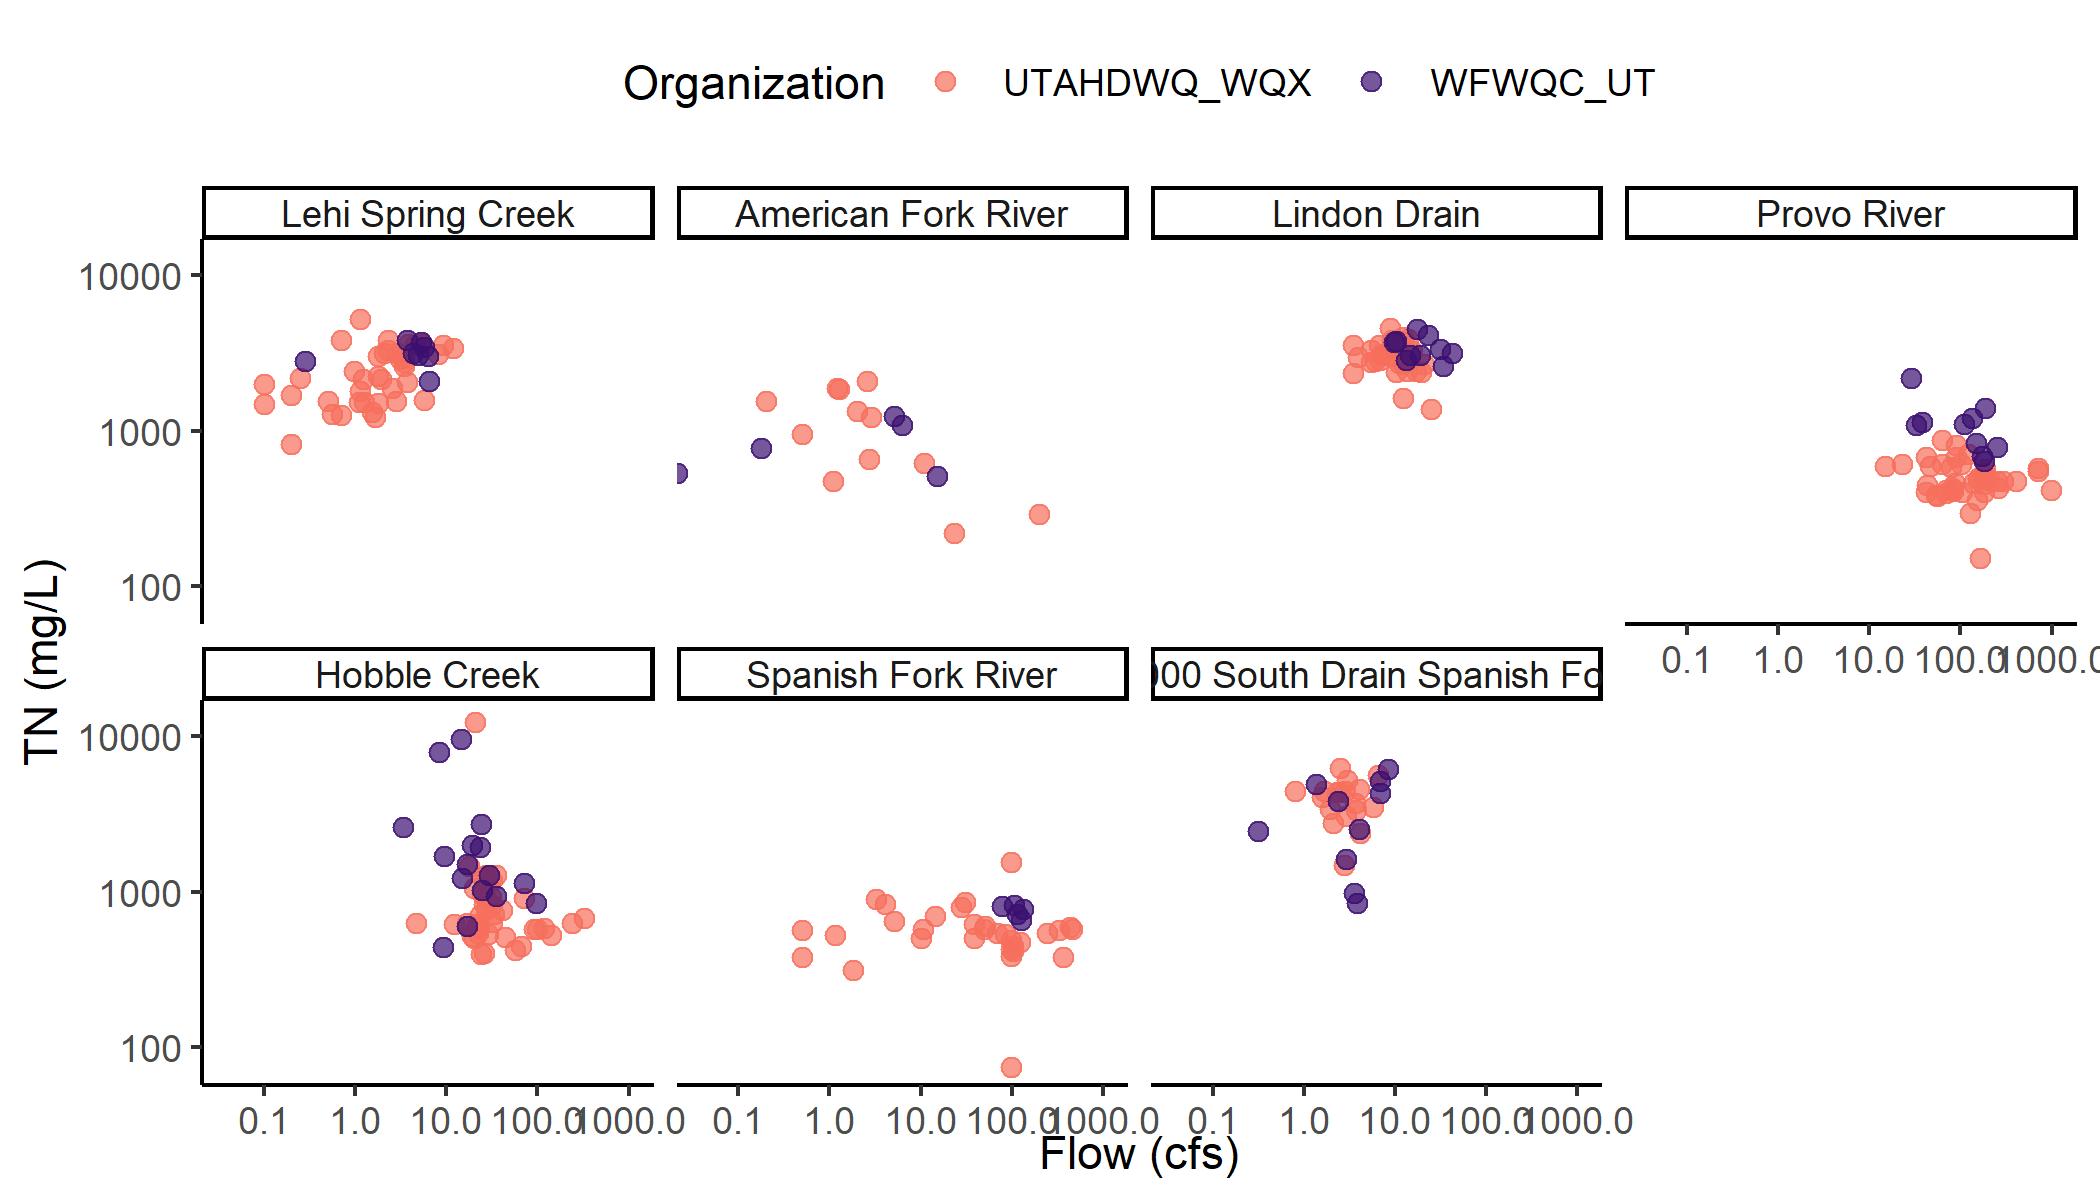 Organization UTAHDWQ_WQX WFWQC_UT
Lehi Spring Creek American Fork River Lindon Drain Provo River
10000
1000
100
0.1 1.0 10.0 100.0 1000.0
TN (mg/L)
Hobble Creek Spanish Fork River 000 South Drain Spanish Fo
10000
1000
100
0.1 1.0 10.0 100.0 1000.0 0.1 1.0 10.0 100.0 1000.0 0.1 1.0 10.0 100.0 1000.0
Flow (cfs)